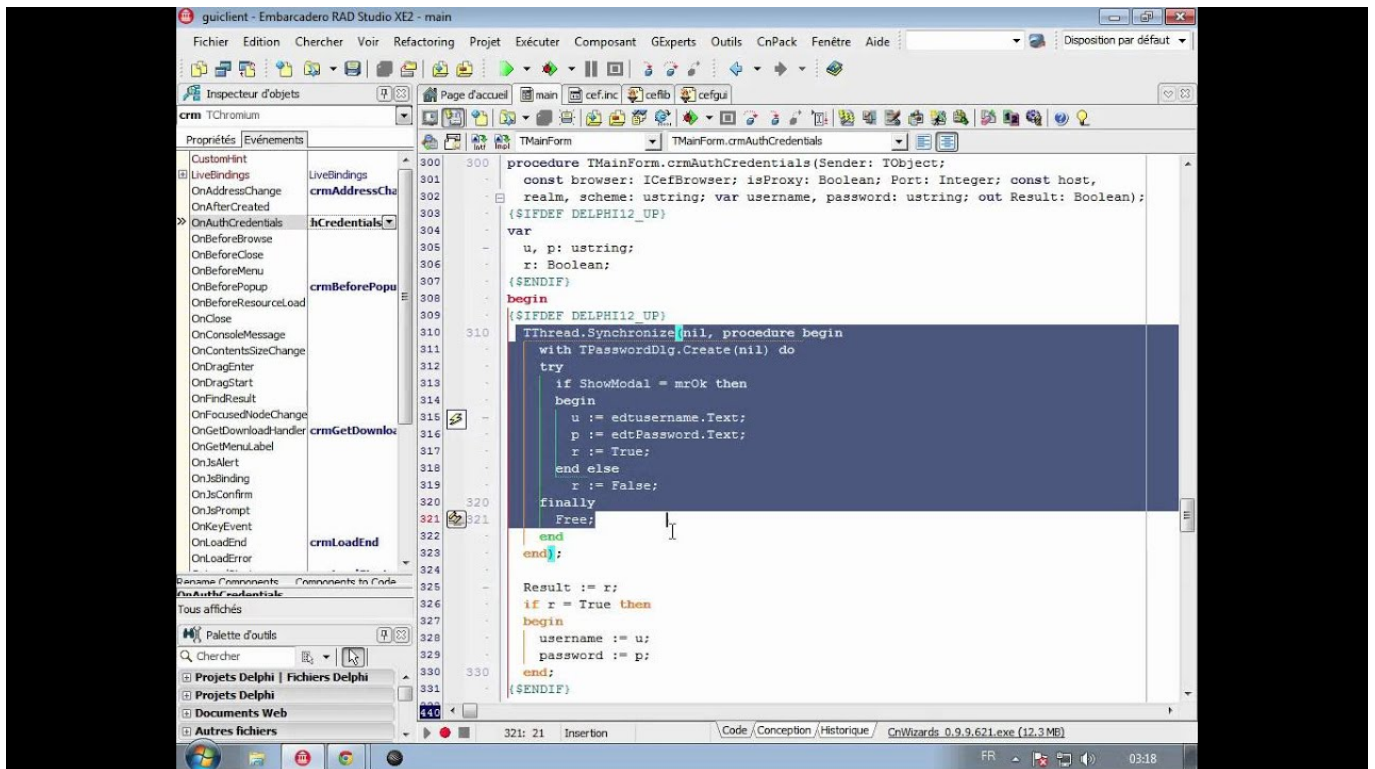 guiclient - Embarcadero RAD Studio XE2 - main
Fichier Edition Chercher Voir Refactoring Projet Exécuter Composant GExperts Outils CnPack Fenêtre Aide
Disposition par défaut
Inspecteur d'objets
Page d'accueil main cef.inc ceflib cefgui
crm TChromium
Propriétés Evénements
TMainForm TMainForm.crmAuthCredentials
CustomHint
LiveBindings LiveBindings
OnAddressChange crmAddressCha
OnAfterCreated
OnAuthCredentials hCredentials
OnBeforeBrowse
OnBeforeClose
OnBeforeMenu
OnBeforePopup crmBeforePopu
OnBeforeResourceLoad
OnClose
OnConsoleMessage
OnContentsSizeChange
OnDragEnter
OnDragStart
OnFindResult
OnFocusedNodeChange
OnGetDownloadHandler crmGetDownloa
OnGetMenuLabel
OnJsAlert
OnJsBinding
OnJsConfirm
OnJsPrompt
OnKeyEvent
OnLoadEnd crmLoadEnd
OnLoadError
Rename Components Components to Code
OnAuthCredentials
Tous affichés
Palette d'outils
Chercher
Projets Delphi | Fichiers Delphi
Projets Delphi
Documents Web
Autres fichiers
300 300 procedure TMainForm.crmAuthCredentials(Sender: TObject;
301 const browser: ICefBrowser; isProxy: Boolean; Port: Integer; const host,
302 realm, scheme: ustring; var username, password: ustring; out Result: Boolean);
303 {$IFDEF DELPHI12_UP}
304 var
305 u, p: ustring;
306 r: Boolean;
307 {$ENDIF}
308 begin
309 {$IFDEF DELPHI12_UP}
310 310 TThread.Synchronize(nil, procedure begin
311 with TPasswordDlg.Create(nil) do
312 try
313 if ShowModal = mrOk then
314 begin
315 u := edtusername.Text;
316 p := edtPassword.Text;
317 r := True;
318 end else
319 r := False;
320 320 finally
321 321 Free;
322 end
323 end);
324
325 Result := r;
326 if r = True then
327 begin
328 username := u;
329 password := p;
330 330 end;
331 {$ENDIF}
440
321: 21 Insertion Code Conception Historique CnWizards_0.9.9.621.exe (12.3 MB)
FR 03:18